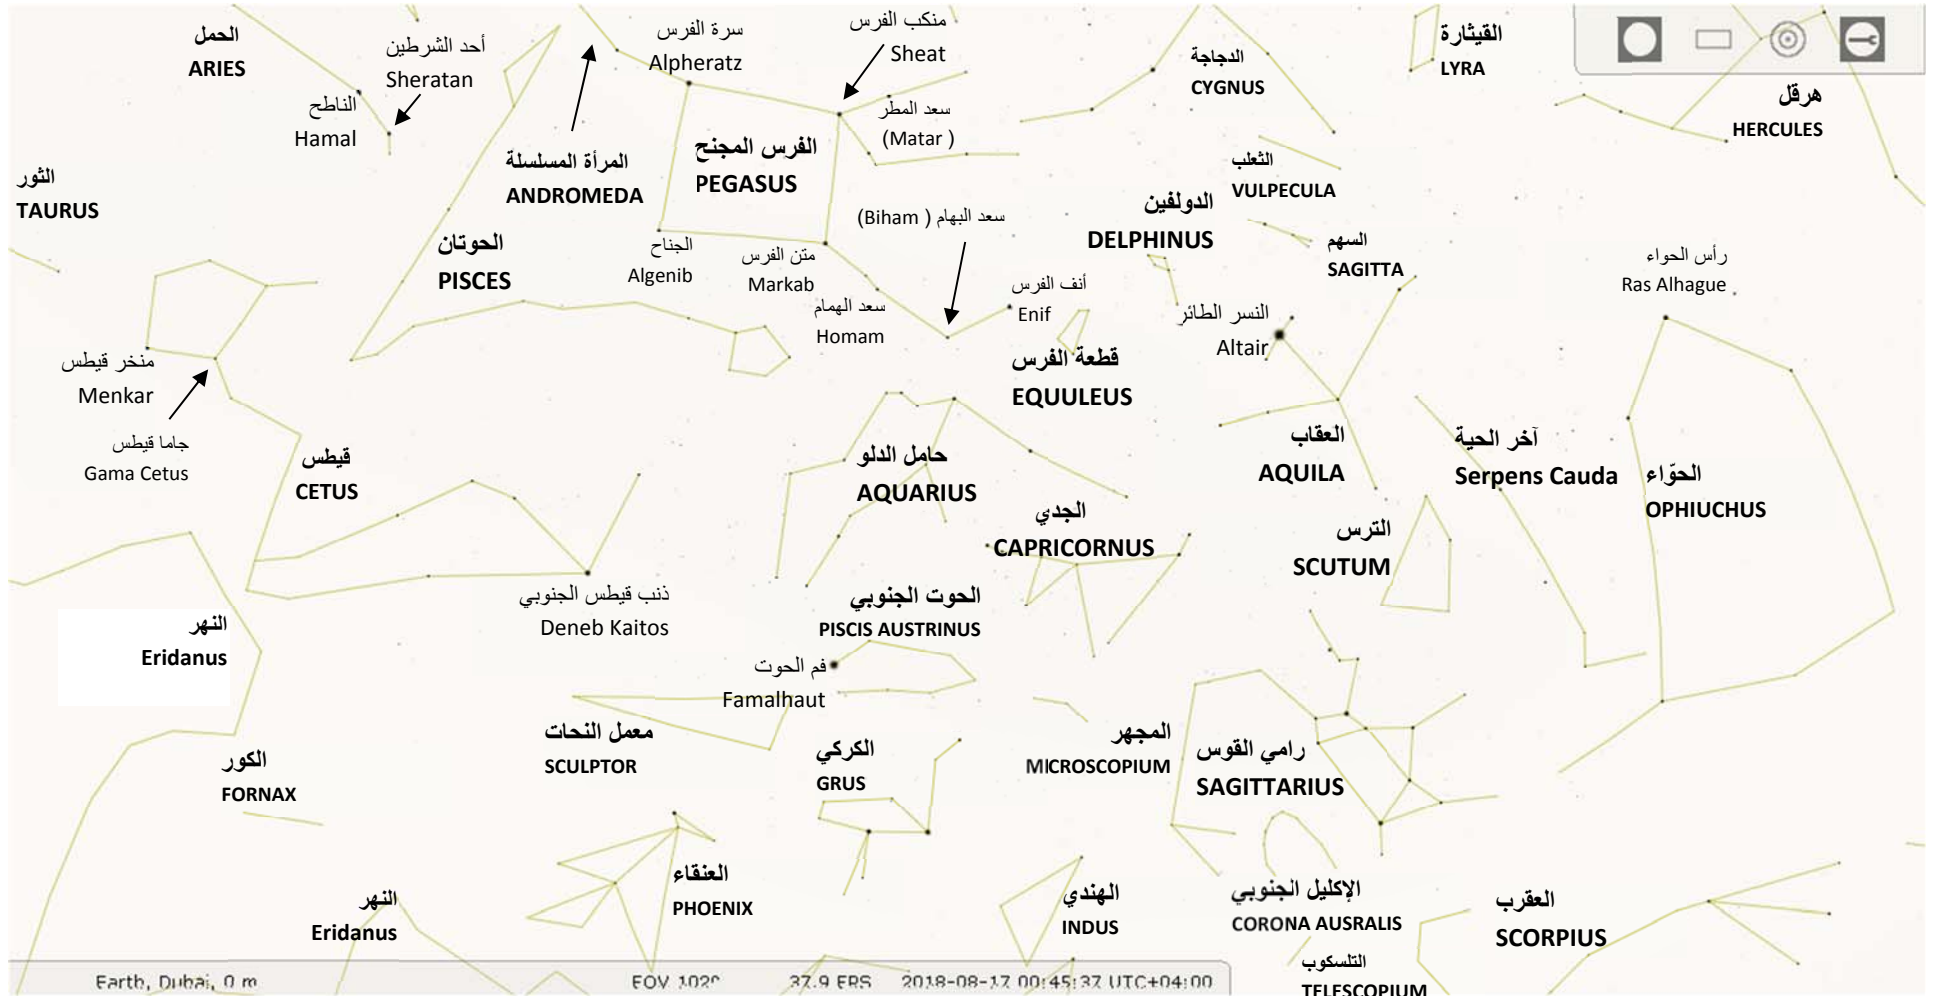 الحمل
ARIES
أحد الشرطين
Sheratan
الناطح
Hamal
سرة الفرس
Alpheratz
منكب الفرس
Sheat
سعد المطر
(Matar )
الدجاجة
CYGNUS
القيثارة
LYRA
هرقل
HERCULES
الثور
TAURUS
المرأة المسلسلة
ANDROMEDA
الفرس المجنح
PEGASUS
الثعلب
VULPECULA
الدولفين
DELPHINUS
سعد البهام ( Biham)
الحوتان
PISCES
الجناح
Algenib
متن الفرس
Markab
السهم
SAGITTA
رأس الحواء
Ras Alhague
سعد الهمام
Homam
أنف الفرس
Enif
النسر الطائر
Altair
منخر قيطس
Menkar
قطعة الفرس
EQUULEUS
جاما قيطس
Gama Cetus
قيطس
CETUS
حامل الدلو
AQUARIUS
العقاب
AQUILA
آخر الحية
Serpens Cauda
الحوّاء
OPHIUCHUS
الجدي
CAPRICORNUS
الترس
SCUTUM
النهر
Eridanus
ذنب قيطس الجنوبي
Deneb Kaitos
الحوت الجنوبي
PISCIS AUSTRINUS
فم الحوت
Famalhaut
الكور
FORNAX
معمل النحات
SCULPTOR
الكركي
GRUS
المجهر
MICROSCOPIUM
رامي القوس
SAGITTARIUS
النهر
Eridanus
العنقاء
PHOENIX
الهندي
INDUS
الإكليل الجنوبي
CORONA AUSRALIS
العقرب
SCORPIUS
التلسكوب
TELESCOPIUM
Earth, Dubai, 0 m
FOV 102°
37.9 FPS
2018-08-17 00:45:37 UTC+04:00